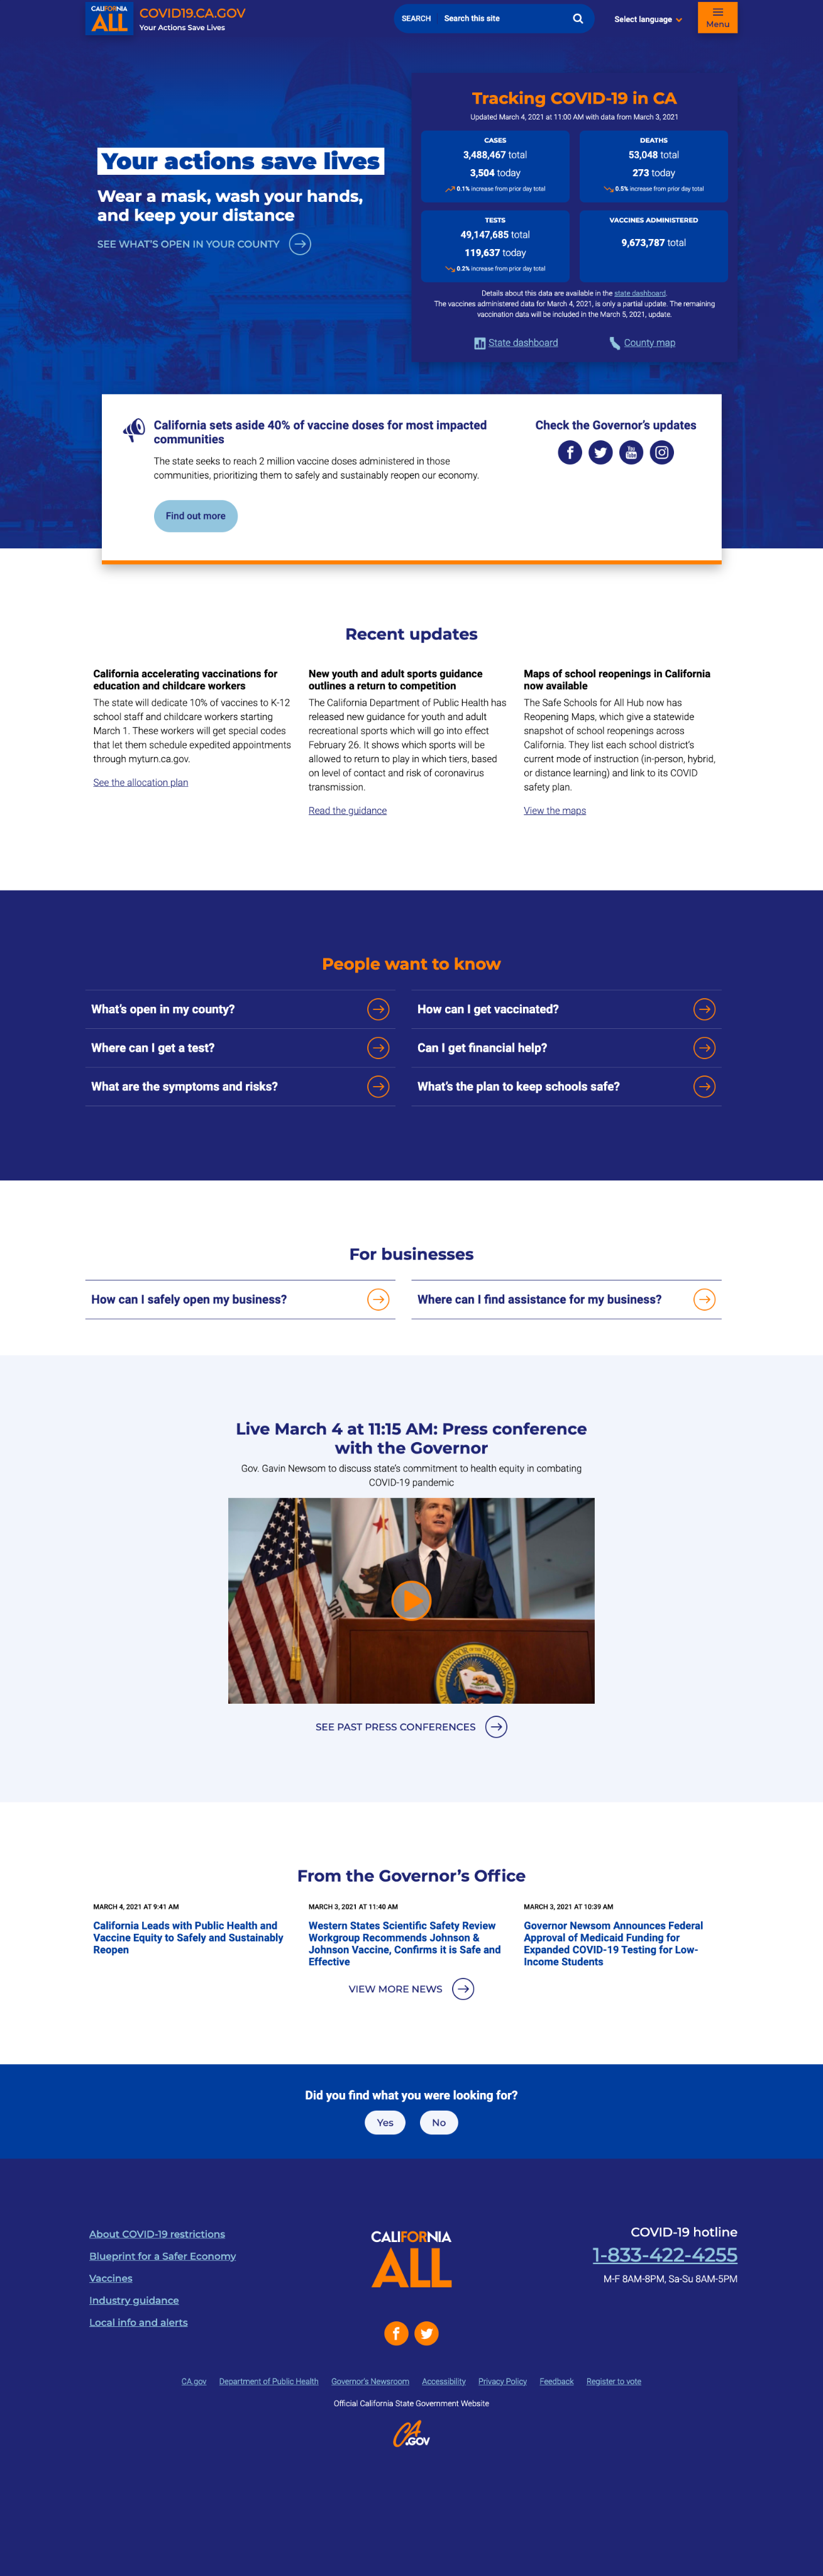 CALIFORNIA
ALL
COVID19.CA.GOV
Your Actions Save Lives
SEARCH
Search this site
Select language
Menu
Your actions save lives
Wear a mask, wash your hands,
and keep your distance
SEE WHAT'S OPEN IN YOUR COUNTY
Tracking COVID-19 in CA
Updated March 4, 2021 at 11:00 AM with data from March 3, 2021
CASES
3,488,467 total
3,504 today
0.1% increase from prior day total
DEATHS
53,048 total
273 today
0.5% increase from prior day total
TESTS
49,147,685 total
119,637 today
0.2% increase from prior day total
VACCINES ADMINISTERED
9,673,787 total
Details about this data are available in the state dashboard.
The vaccines administered data for March 4, 2021, is only a partial update. The remaining
vaccination data will be included in the March 5, 2021, update.
State dashboard
County map
California sets aside 40% of vaccine doses for most impacted
communities
The state seeks to reach 2 million vaccine doses administered in those
communities, prioritizing them to safely and sustainably reopen our economy.
Find out more
Check the Governor's updates
Recent updates
California accelerating vaccinations for
education and childcare workers
The state will dedicate 10% of vaccines to K-12
school staff and childcare workers starting
March 1. These workers will get special codes
that let them schedule expedited appointments
through myturn.ca.gov.
See the allocation plan
New youth and adult sports guidance
outlines a return to competition
The California Department of Public Health has
released new guidance for youth and adult
recreational sports which will go into effect
February 26. It shows which sports will be
allowed to return to play in which tiers, based
on level of contact and risk of coronavirus
transmission.
Read the guidance
Maps of school reopenings in California
now available
The Safe Schools for All Hub now has
Reopening Maps, which give a statewide
snapshot of school reopenings across
California. They list each school district's
current mode of instruction (in-person, hybrid,
or distance learning) and link to its COVID
safety plan.
View the maps
People want to know
What's open in my county?
How can I get vaccinated?
Where can I get a test?
Can I get financial help?
What are the symptoms and risks?
What's the plan to keep schools safe?
For businesses
How can I safely open my business?
Where can I find assistance for my business?
Live March 4 at 11:15 AM: Press conference
with the Governor
Gov. Gavin Newsom to discuss state's commitment to health equity in combating
COVID-19 pandemic
SEE PAST PRESS CONFERENCES
From the Governor's Office
MARCH 4, 2021 AT 9:41 AM
California Leads with Public Health and
Vaccine Equity to Safely and Sustainably
Reopen
MARCH 3, 2021 AT 11:40 AM
Western States Scientific Safety Review
Workgroup Recommends Johnson &
Johnson Vaccine, Confirms it is Safe and
Effective
MARCH 3, 2021 AT 10:39 AM
Governor Newsom Announces Federal
Approval of Medicaid Funding for
Expanded COVID-19 Testing for Low-
Income Students
VIEW MORE NEWS
Did you find what you were looking for?
Yes
No
About COVID-19 restrictions
Blueprint for a Safer Economy
Vaccines
Industry guidance
Local info and alerts
CALIFORNIA
ALL
COVID-19 hotline
1-833-422-4255
M-F 8AM-8PM, Sa-Su 8AM-5PM
CA.gov
Department of Public Health
Governor's Newsroom
Accessibility
Privacy Policy
Feedback
Register to vote
Official California State Government Website
CA.GOV